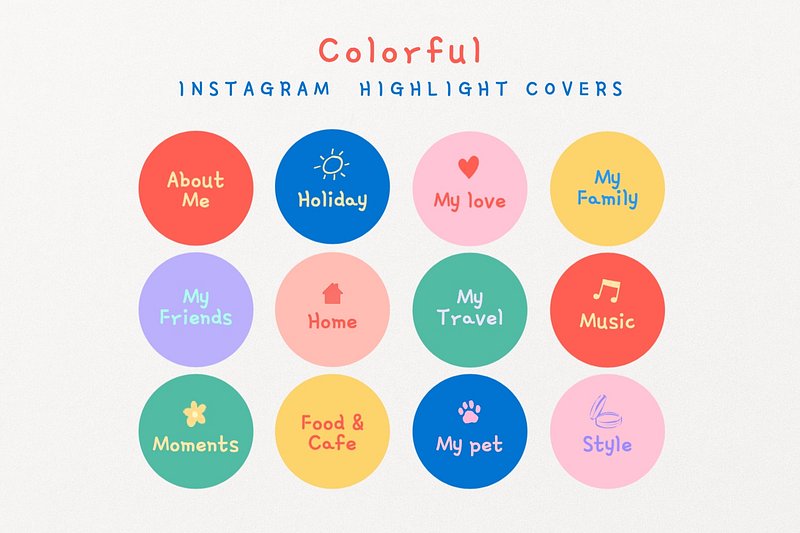 Colorful
INSTAGRAM HIGHLIGHT COVERS
About
Me
Holiday
My love
My
Family
My
Friends
Home
My
Travel
Music
Moments
Food &
Cafe
My pet
Style